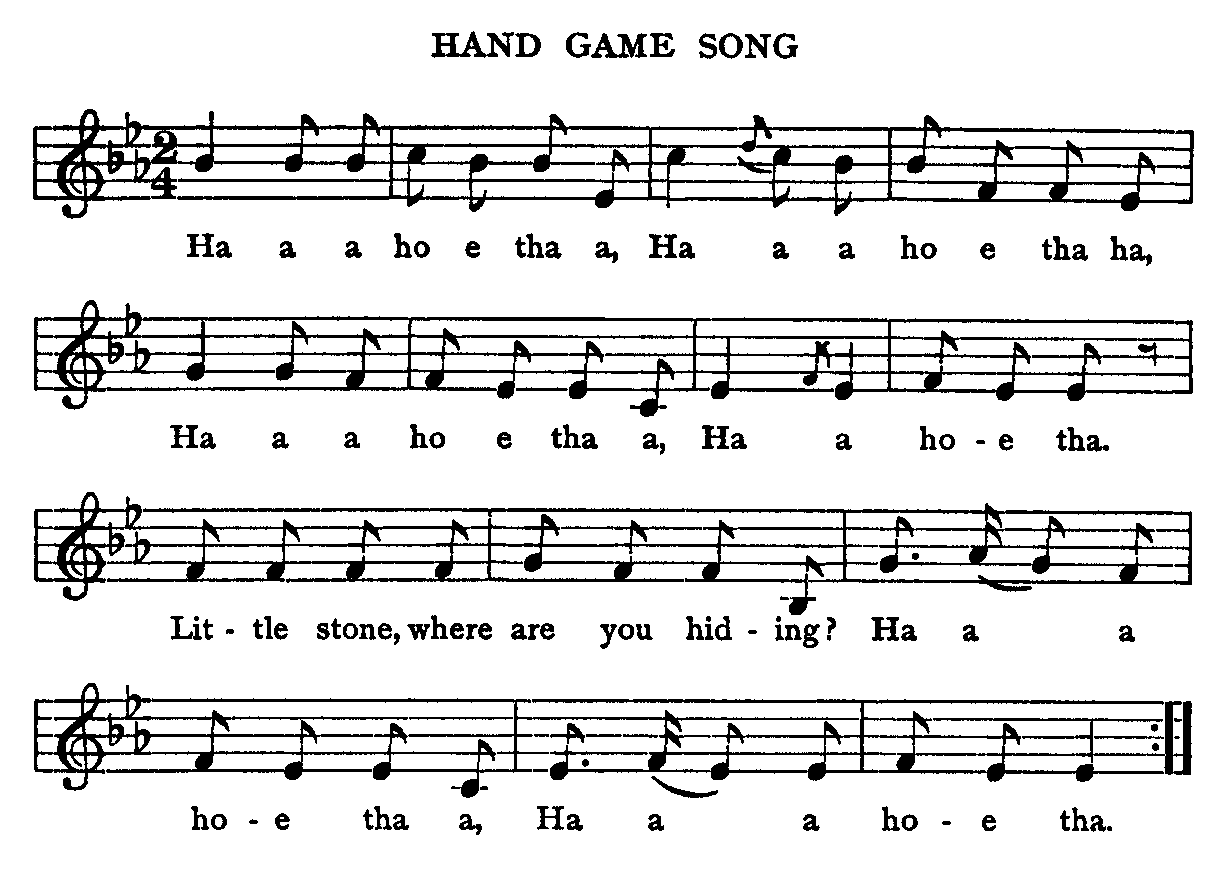 HAND GAME SONG
2
4
Ha a a ho e tha a, Ha a a ho e tha ha,
Ha a a ho e tha a, Ha a ho - e tha.
Lit - tle stone, where are you hid - ing? Ha a a
ho - e tha a, Ha a a ho - e tha.